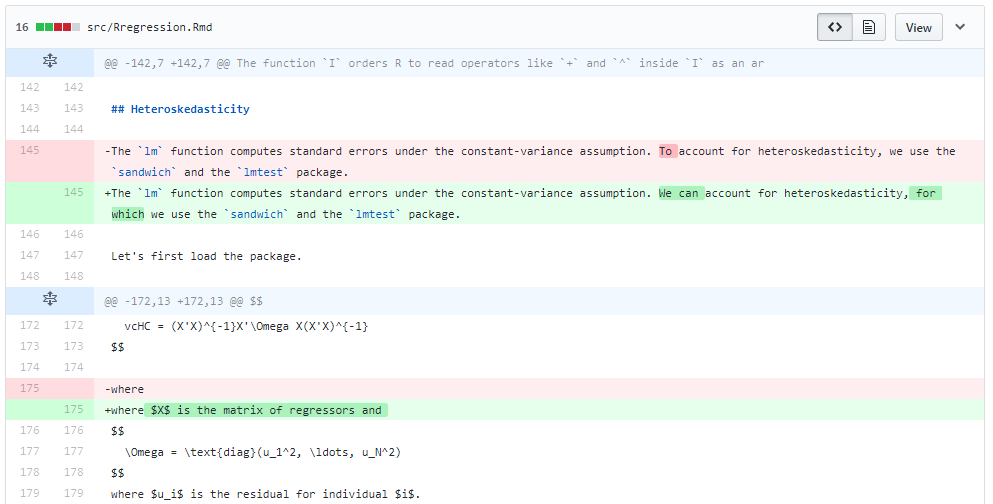 16 src/Rregression.Rmd View
@@ -142,7 +142,7 @@ The function `I` orders R to read operators like `+` and `^` inside `I` as an ar
142 142
143 143 ## Heteroskedasticity
144 144
145 -The `lm` function computes standard errors under the constant-variance assumption. To account for heteroskedasticity, we use the
`sandwich` and the `lmtest` package.
145 +The `lm` function computes standard errors under the constant-variance assumption. We can account for heteroskedasticity, for
which we use the `sandwich` and the `lmtest` package.
146 146
147 147 Let's first load the package.
148 148
@@ -172,13 +172,13 @@ $$
172 172 vcHC = (X'X)^{-1}X'\Omega X(X'X)^{-1}
173 173 $$
174 174
175 -where
175 +where $X$ is the matrix of regressors and
176 176 $$
177 177 \Omega = \text{diag}(u_1^2, \ldots, u_N^2)
178 178 $$
179 179 where $u_i$ is the residual for individual $i$.